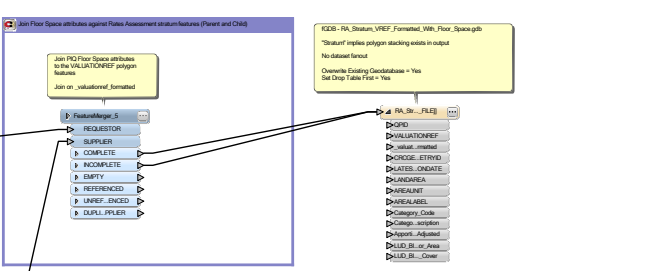 Join Floor Space attributes against Rates Assessment stratum features (Parent and Child)
Join PIQ Floor Space attributes
to the VALUATIONREF polygon
features
Join on _valuationref_formatted
FeatureMerger_5
REQUESTOR
SUPPLIER
COMPLETE
INCOMPLETE
EMPTY
REFERENCED
UNREF...ENCED
DUPLI...PPLIER
fGDB - RA_Stratum_VREF_Formatted_With_Floor_Space.gdb
"Stratum" implies polygon stacking exists in output
No dataset fanout
Overwrite Existing Geodatabase = Yes
Set Drop Table First = Yes
RA_Str..._FILE]]
QPID
VALUATIONREF
_valuat...rmatted
CRCGE...ETRYID
LATES...ONDATE
LANDAREA
AREAUNIT
AREALABEL
Category_Code
Catego...scription
Apporti...Adjusted
LUD_Bl...or_Area
LUD_Bl..._Cover